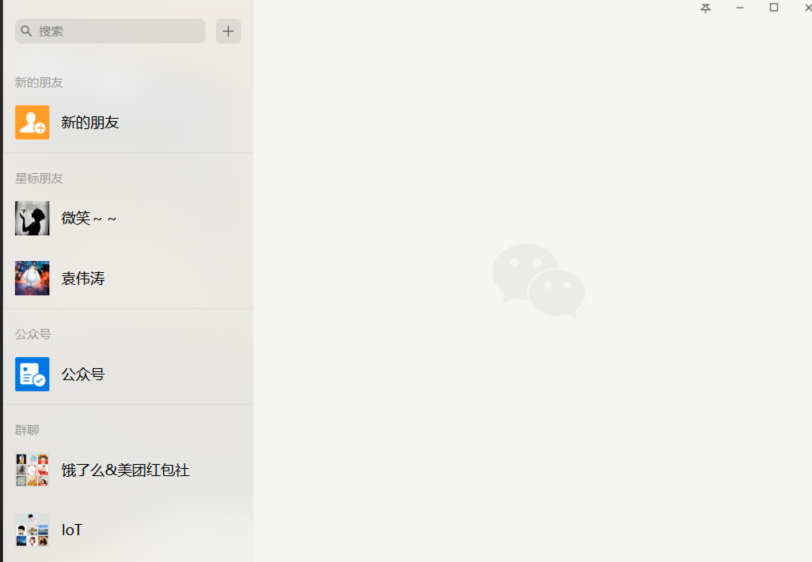 搜索
新的朋友
新的朋友
星标朋友
微笑～～
袁伟涛
公众号
公众号
群聊
饿了么&美团红包社
IoT